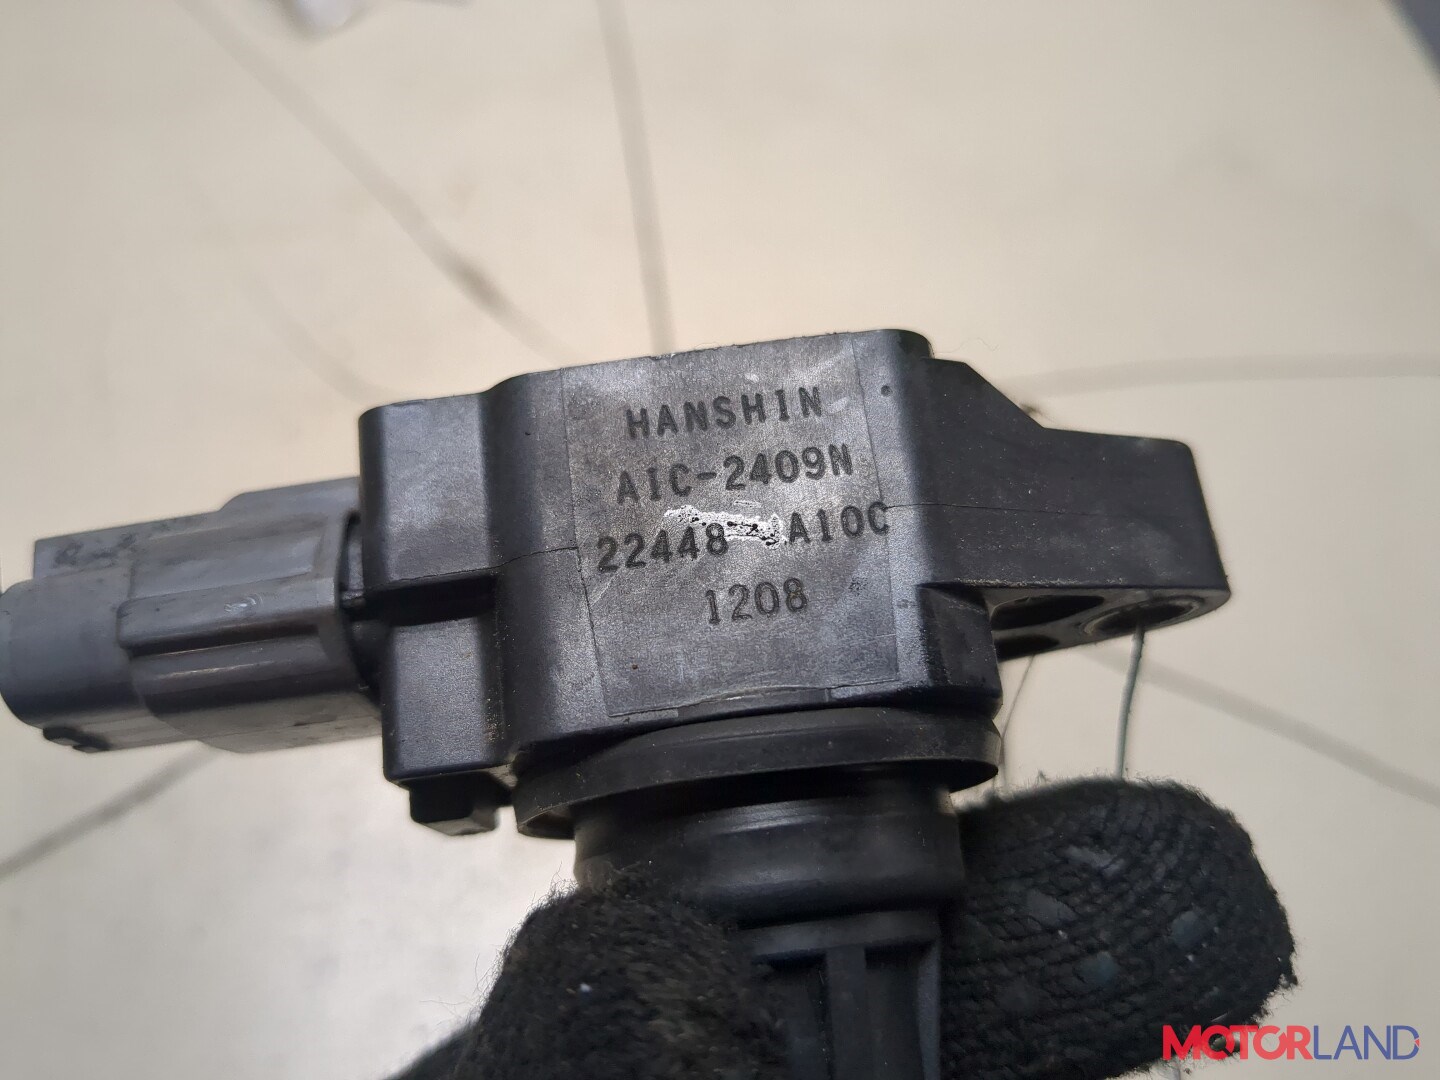 HANSHIN
AIC-2409N
22448 A10C
1208
MOTORLAND